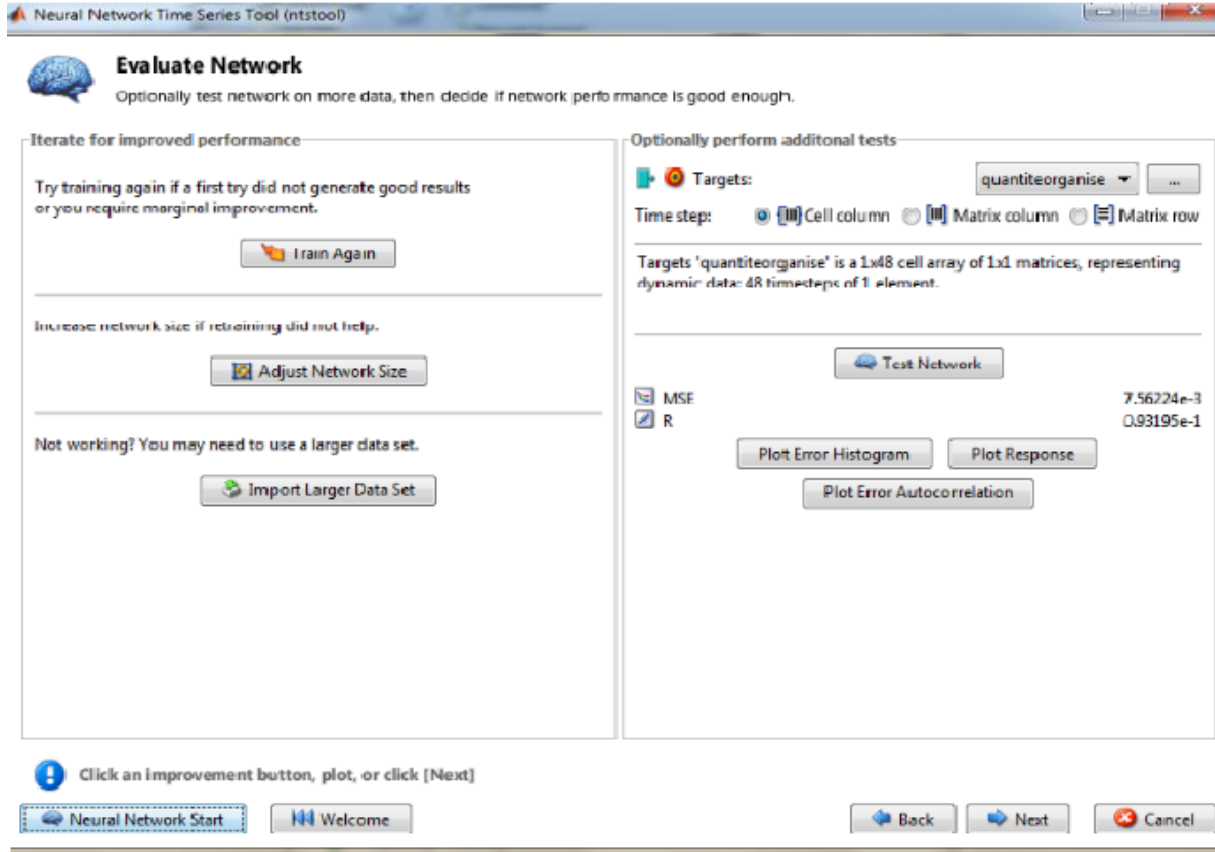 Neural Network Time Series Tool (ntstool)
Evaluate Network
Optionally test network on more data, then decide if network performance is good enough.
Iterate for improved performance
Try training again if a first try did not generate good results
or you require marginal improvement.
Train Again
Increase network size if retraining did not help.
Adjust Network Size
Not working? You may need to use a larger data set.
Import Larger Data Set
Optionally perform additonal tests
Targets: quantiteorganise ...
Time step: Cell column Matrix column Matrix row
Targets 'quantiteorganise' is a 1x48 cell array of 1x1 matrices, representing
dynamic data: 48 timesteps of 1 element.
Test Network
MSE 7.56224e-3
R 0.93195e-1
Plott Error Histogram Plot Response
Plot Error Autocorrelation
Click an improvement button, plot, or click [Next]
Neural Network Start Welcome Back Next Cancel